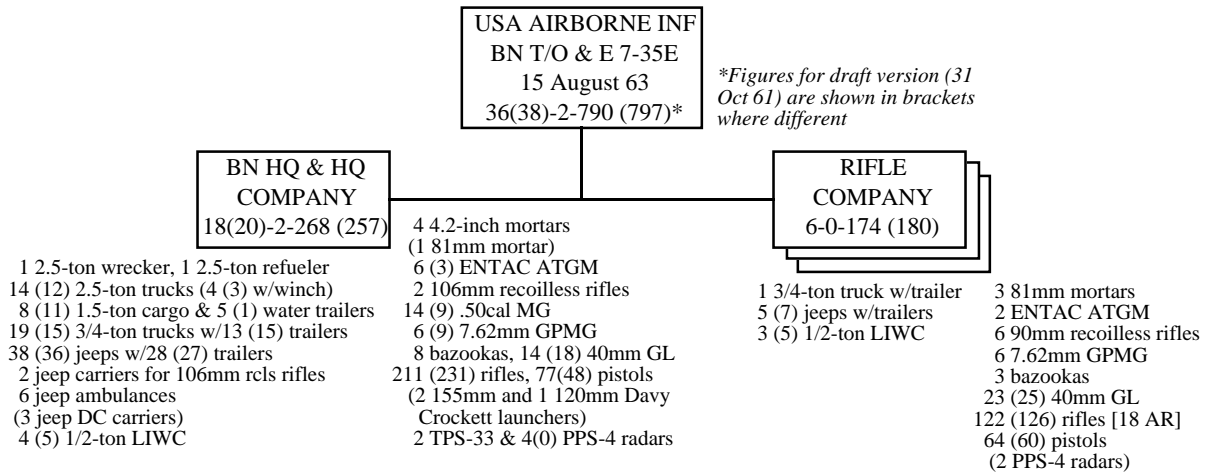 USA AIRBORNE INF
BN T/O & E 7-35E
15 August 63
36(38)-2-790 (797)*
*Figures for draft version (31
Oct 61) are shown in brackets
where different
BN HQ & HQ
COMPANY
18(20)-2-268 (257)
RIFLE
COMPANY
6-0-174 (180)
1 2.5-ton wrecker, 1 2.5-ton refueler
14 (12) 2.5-ton trucks (4 (3) w/winch)
8 (11) 1.5-ton cargo & 5 (1) water trailers
19 (15) 3/4-ton trucks w/13 (15) trailers
38 (36) jeeps w/28 (27) trailers
2 jeep carriers for 106mm rcls rifles
6 jeep ambulances
(3 jeep DC carriers)
4 (5) 1/2-ton LIWC
4 4.2-inch mortars
(1 81mm mortar)
6 (3) ENTAC ATGM
2 106mm recoilless rifles
14 (9) .50cal MG
6 (9) 7.62mm GPMG
8 bazookas, 14 (18) 40mm GL
211 (231) rifles, 77(48) pistols
(2 155mm and 1 120mm Davy
Crockett launchers)
2 TPS-33 & 4(0) PPS-4 radars
1 3/4-ton truck w/trailer
5 (7) jeeps w/trailers
3 (5) 1/2-ton LIWC
3 81mm mortars
2 ENTAC ATGM
6 90mm recoilless rifles
6 7.62mm GPMG
3 bazookas
23 (25) 40mm GL
122 (126) rifles [18 AR]
64 (60) pistols
(2 PPS-4 radars)